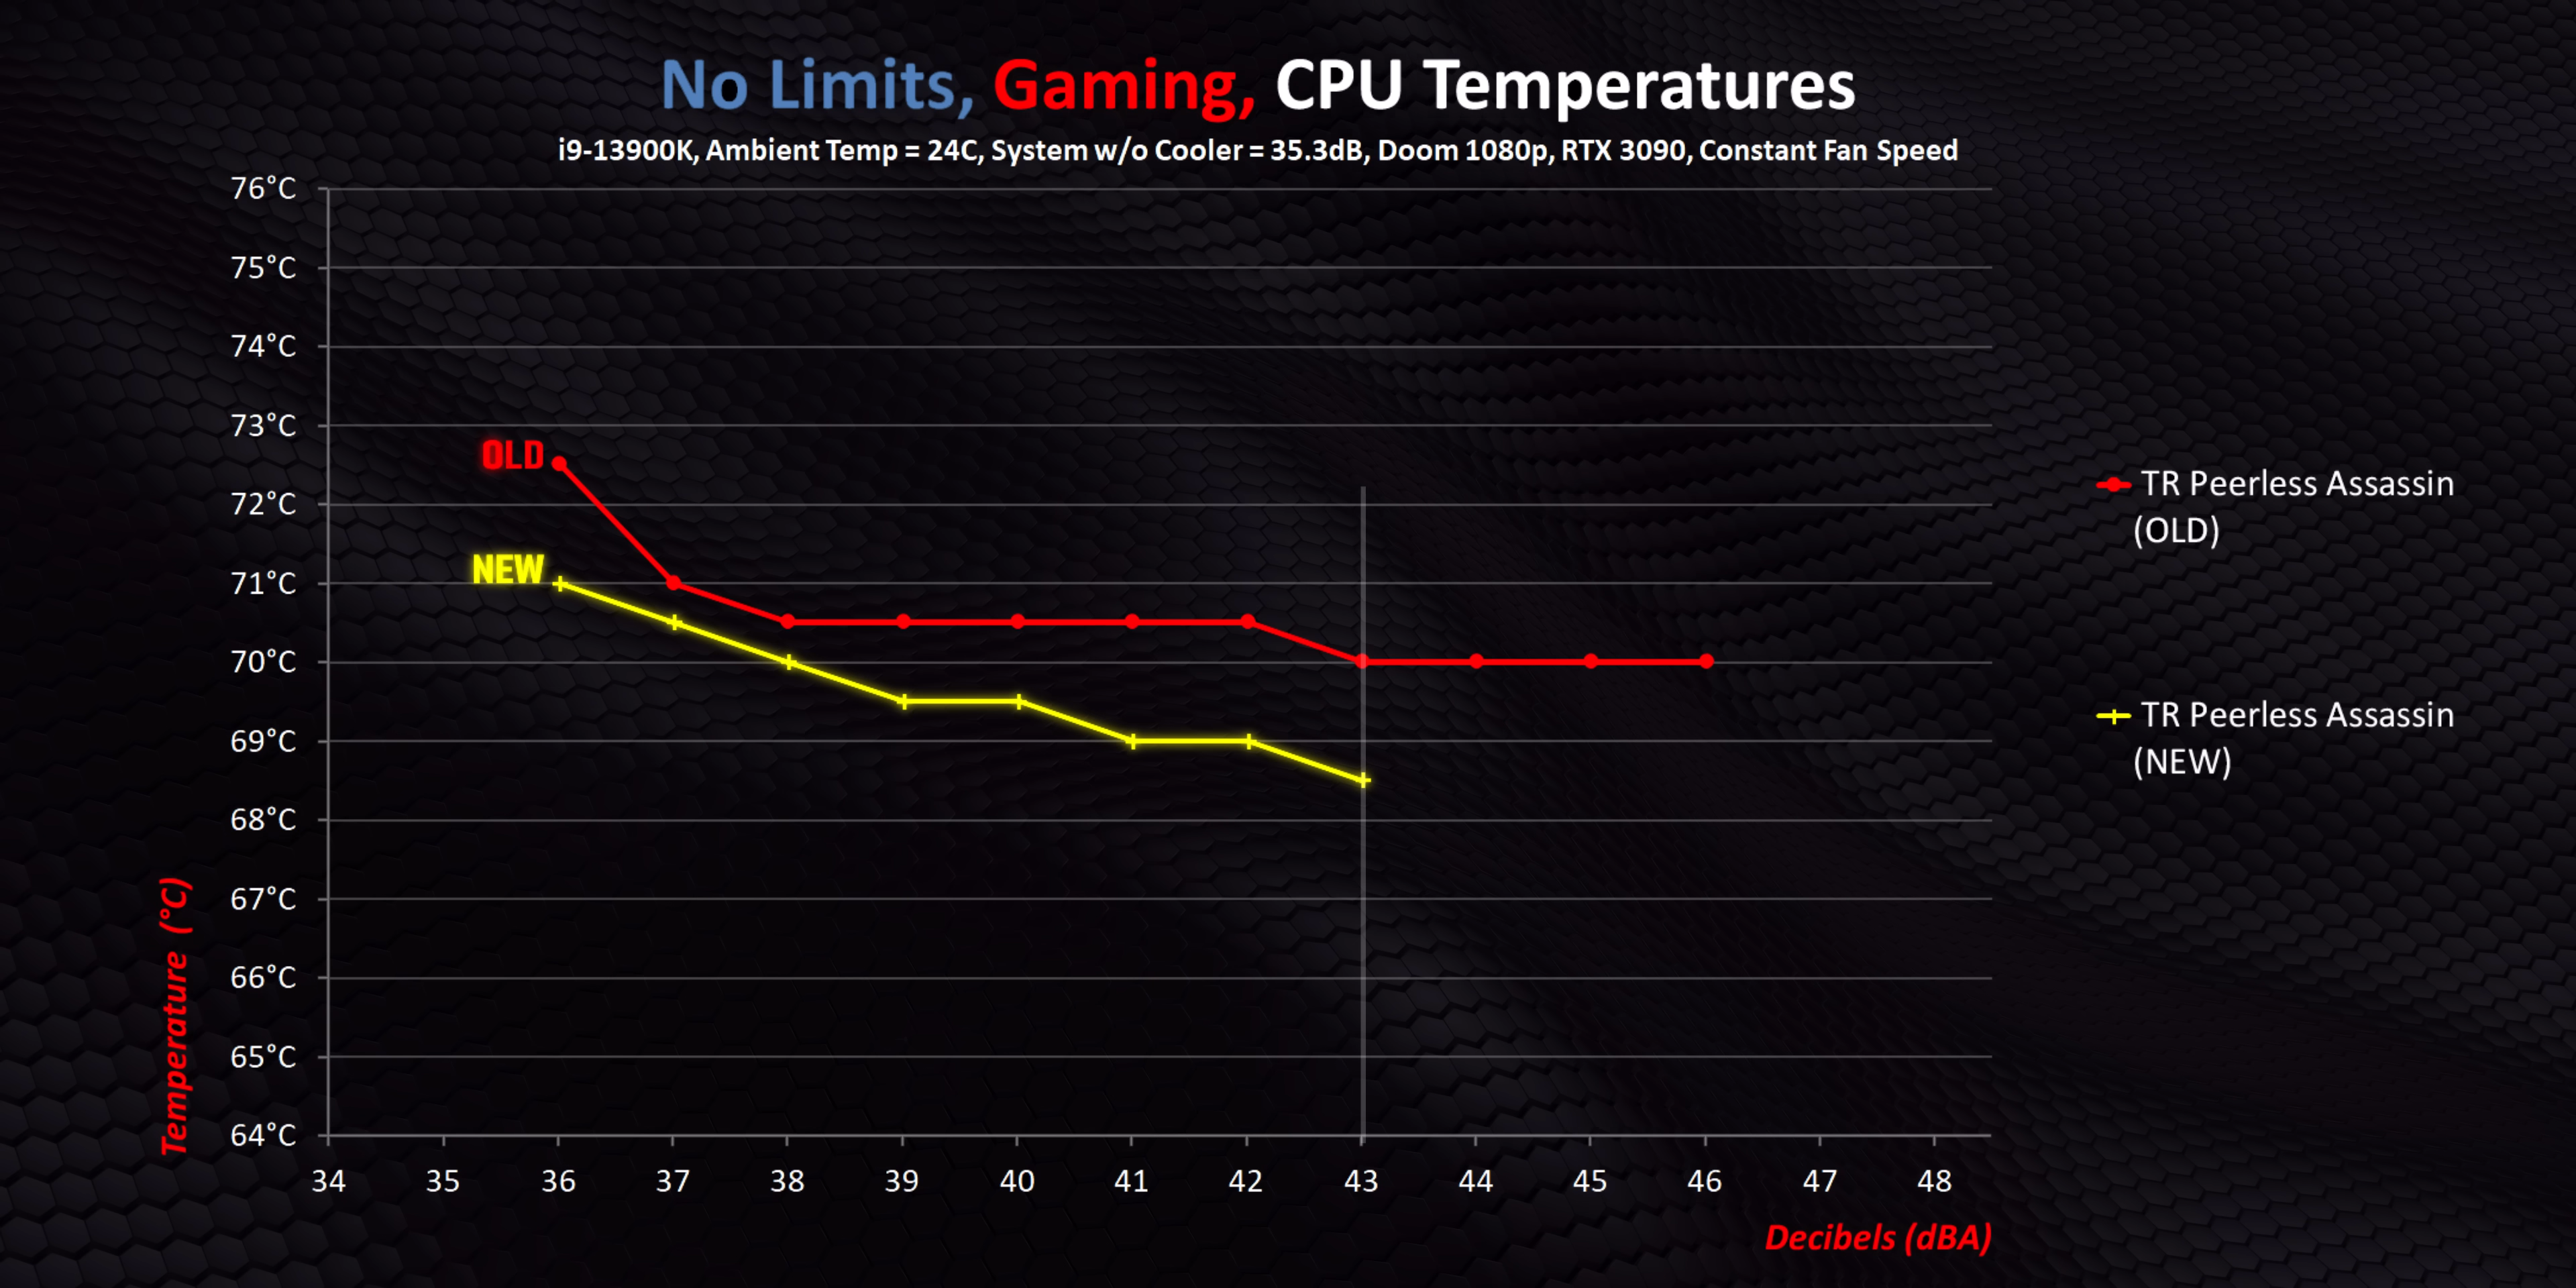 No Limits, Gaming, CPU Temperatures
i9-13900K, Ambient Temp = 24C, System w/o Cooler = 35.3dB, Doom 1080p, RTX 3090, Constant Fan Speed
76°C
75°C
74°C
73°C
72°C
71°C
70°C
69°C
68°C
67°C
66°C
65°C
64°C
Temperature (°C)
OLD
NEW
TR Peerless Assassin
(OLD)
TR Peerless Assassin
(NEW)
34 35 36 37 38 39 40 41 42 43 44 45 46 47 48
Decibels (dBA)